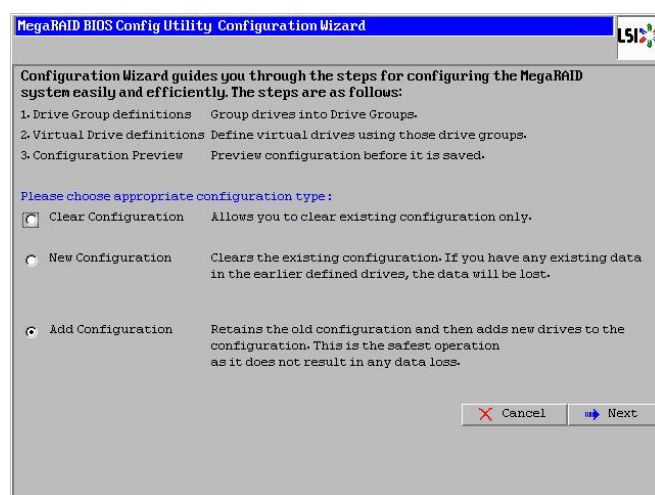 MegaRAID BIOS Config Utility Configuration Wizard
LSI
Configuration Wizard guides you through the steps for configuring the MegaRAID
system easily and efficiently. The steps are as follows:
1. Drive Group definitions Group drives into Drive Groups.
2. Virtual Drive definitions Define virtual drives using those drive groups.
3. Configuration Preview Preview configuration before it is saved.
Please choose appropriate configuration type:
Clear Configuration Allows you to clear existing configuration only.
New Configuration Clears the existing configuration. If you have any existing data
in the earlier defined drives, the data will be lost.
Add Configuration Retains the old configuration and then adds new drives to the
configuration. This is the safest operation
as it does not result in any data loss.
Cancel Next